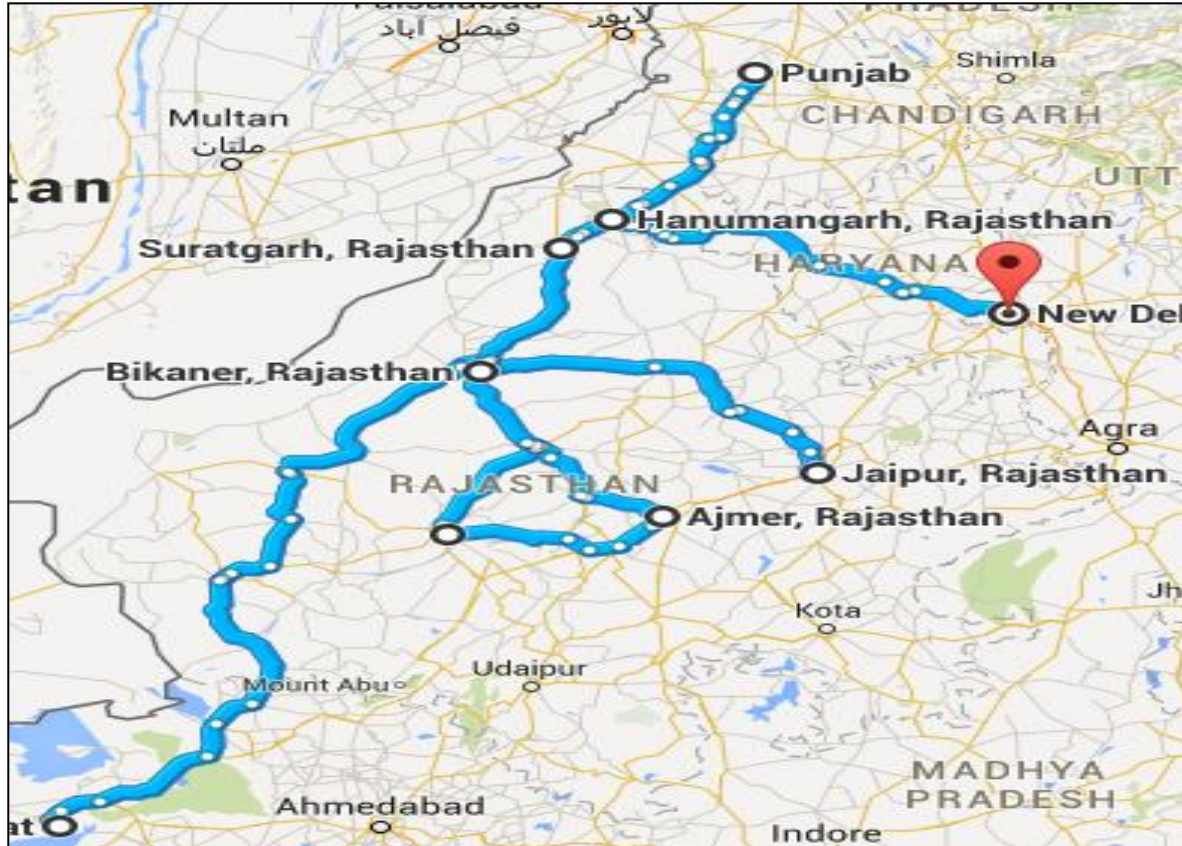 فیصل آباد
لاہور
Shimla
Punjab
CHANDIGARH
Multan
ملتان
UTT
tan
Hanumangarh, Rajasthan
Suratgarh, Rajasthan
HARYANA
New Del
Bikaner, Rajasthan
Agra
Jaipur, Rajasthan
RAJASTHAN
Ajmer, Rajasthan
Jh
Kota
Udaipur
Mount Abu
MADHYA
PRADESH
Ahmedabad
at
Indore